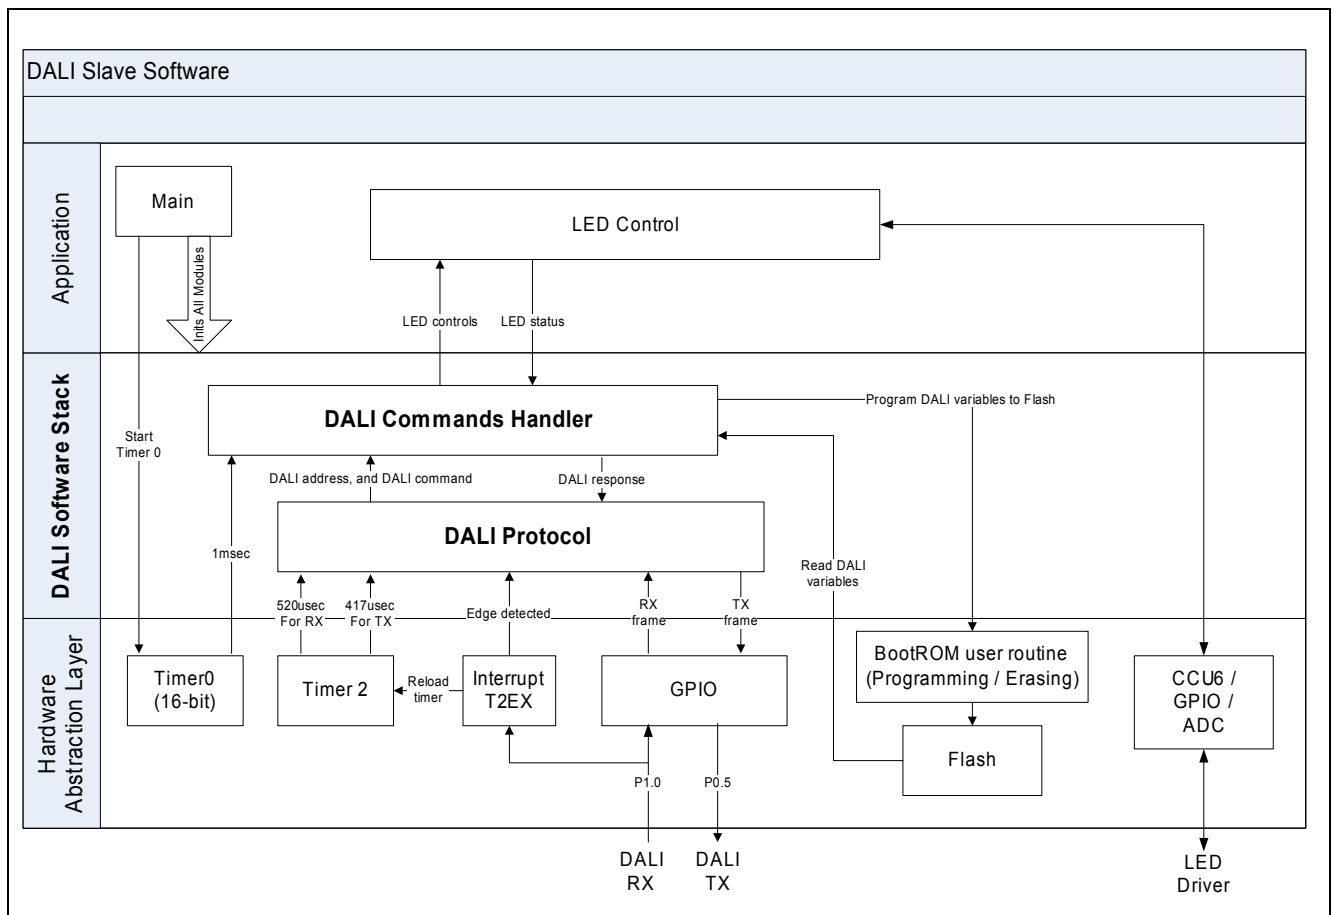 DALI Slave Software
Application
Main
Inits All Modules
LED Control
LED controls
LED status
DALI Software Stack
Start
Timer 0
DALI Commands Handler
Program DALI variables to Flash
DALI address, and DALI command
DALI response
1msec
DALI Protocol
Read DALI
variables
520usec
For RX
417usec
For TX
Edge detected
RX
frame
TX
frame
Hardware
Abstraction Layer
Timer0
(16-bit)
Timer 2
Reload
timer
Interrupt
T2EX
GPIO
BootROM user routine
(Programming / Erasing)
CCU6 /
GPIO /
ADC
Flash
P1.0
P0.5
DALI
RX
DALI
TX
LED
Driver